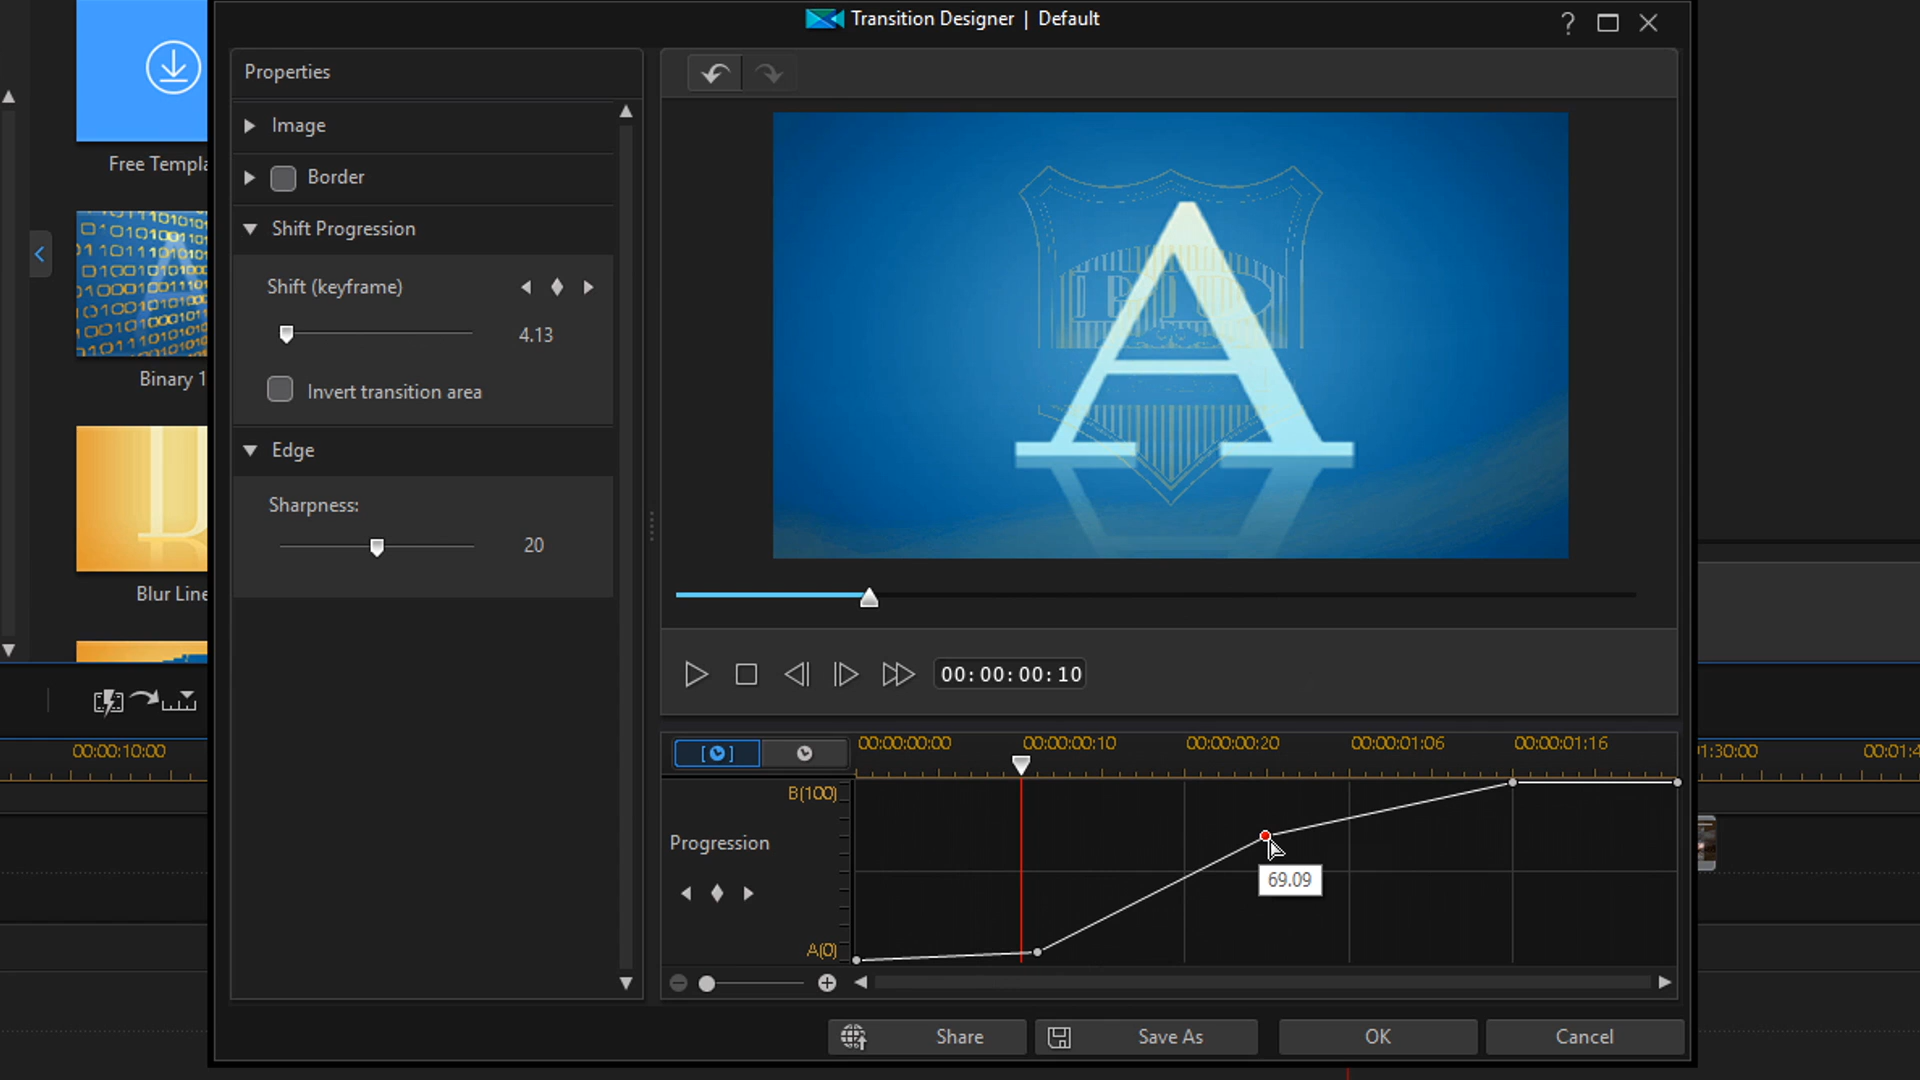 Transition Designer | Default
?
Properties
Image
Border
Shift Progression
Shift (keyframe)
4.13
Invert transition area
Edge
Sharpness:
20
Free Templa
Binary 1
Blur Line
A
00:00:00:10
00:00:10:00
00:00:00:00
00:00:00:10
00:00:00:20
00:00:01:06
00:00:01:16
1:30:00
00:01:4
B(100)
Progression
69.09
A(0)
Share
Save As
OK
Cancel